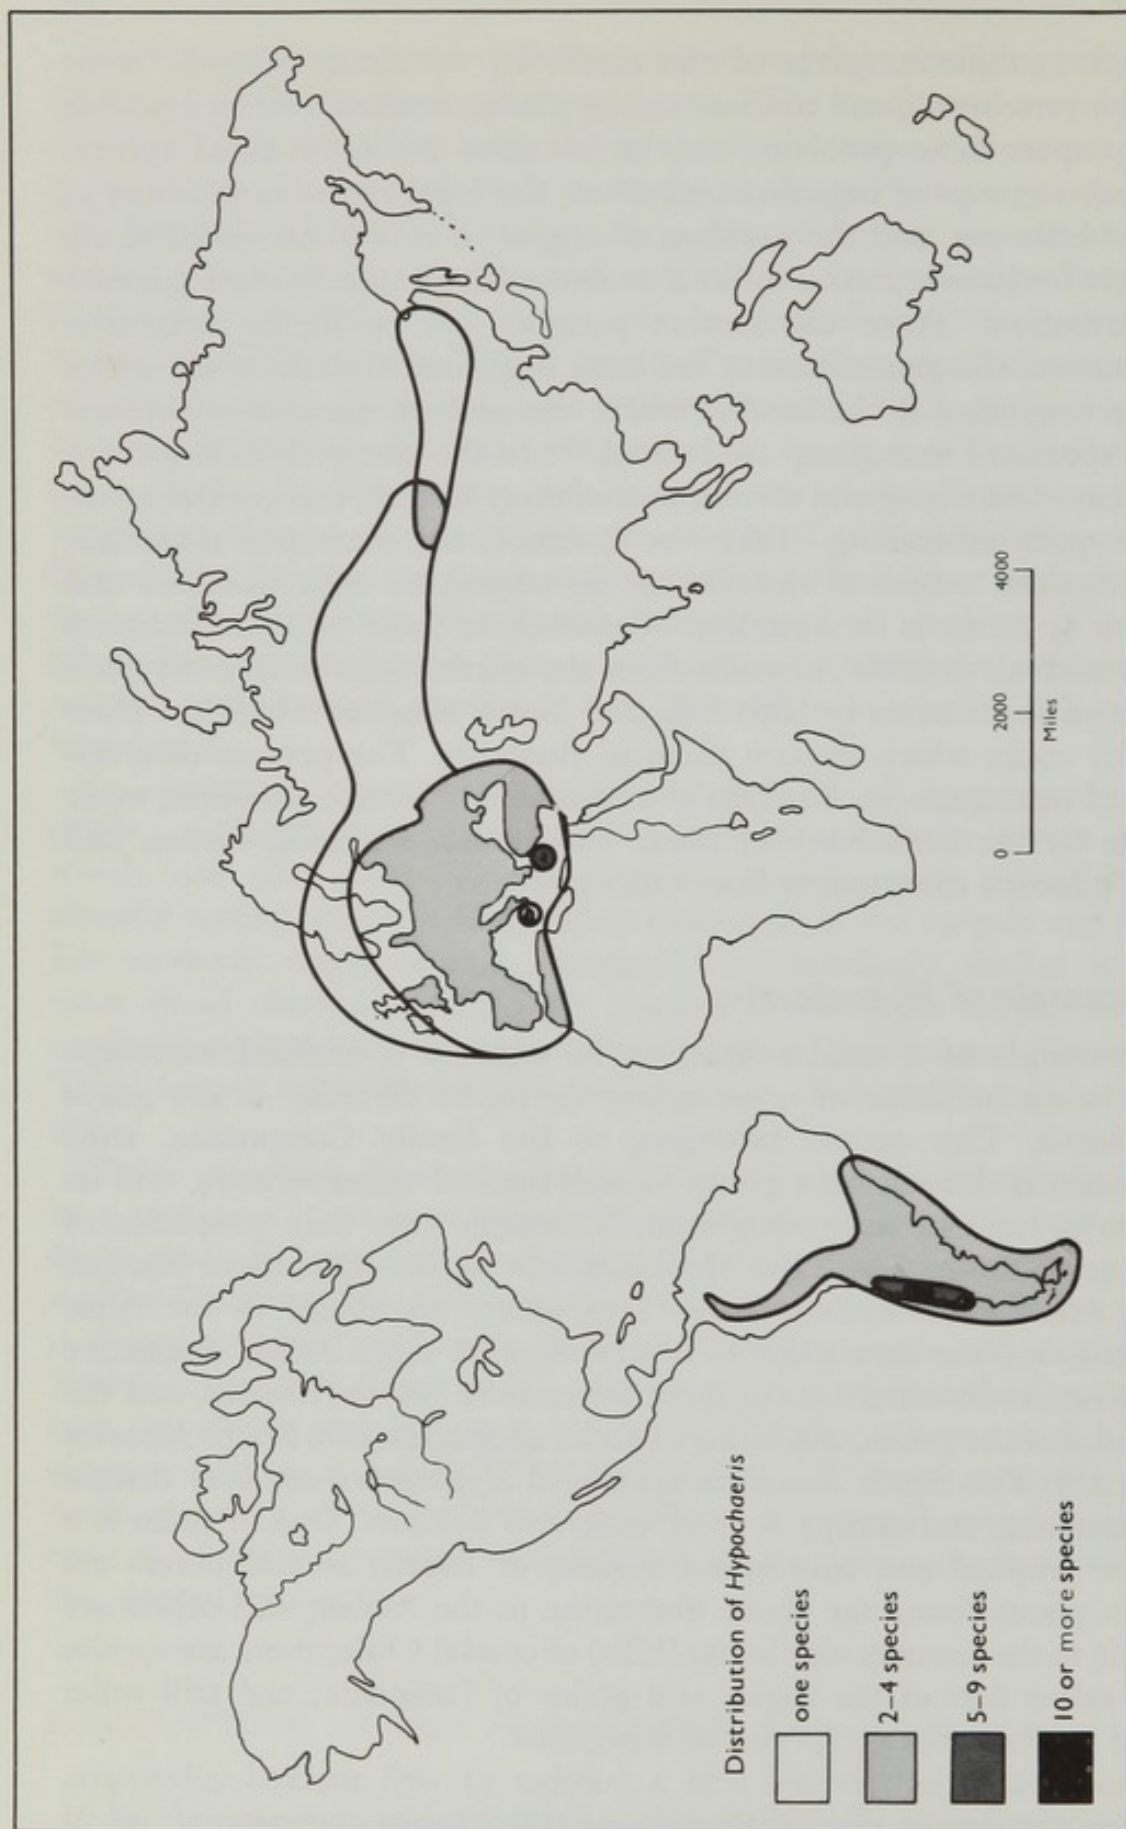 Distribution of Hypochaeris
one species
2–4 species
5–9 species
10 or more species
0 2000 4000
Miles